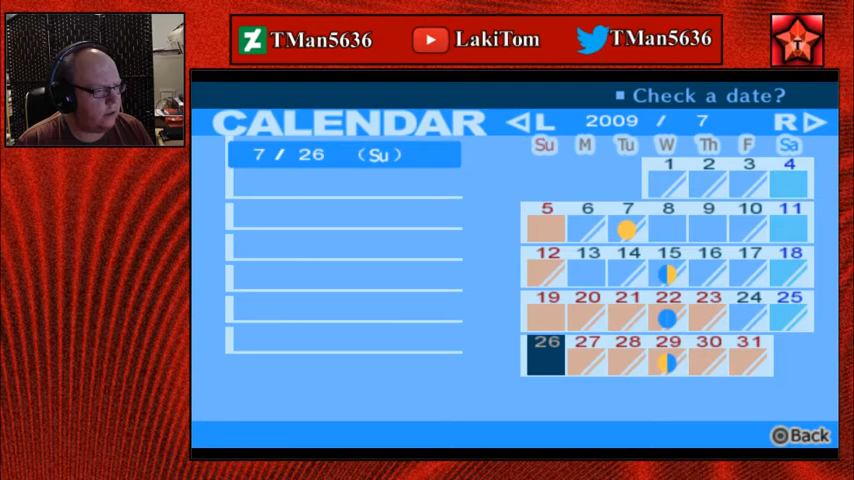 TMan5636
LakiTom
TMan5636
T
■ Check a date?
CALENDAR
L 2009 / 7 R
7 / 26 (Su)
Su M Tu W Th F Sa
1 2 3 4
5 6 7 8 9 10 11
12 13 14 15 16 17 18
19 20 21 22 23 24 25
26 27 28 29 30 31
Back